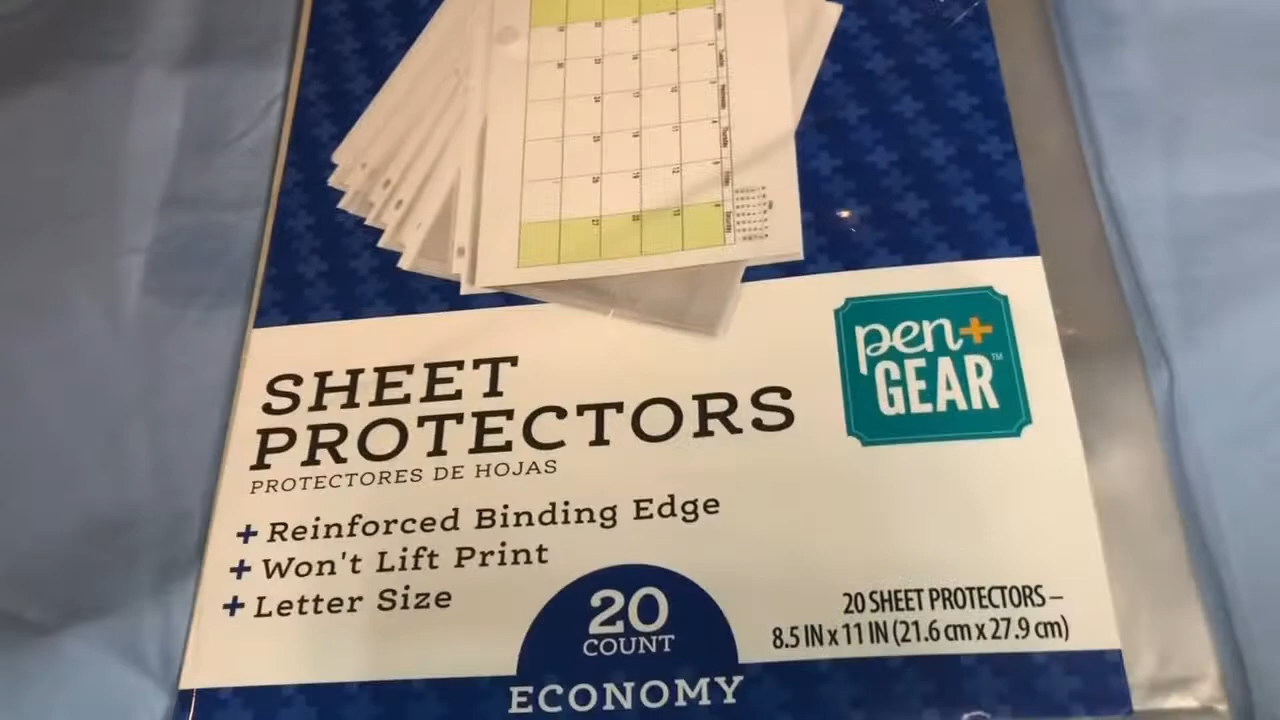 pen+
GEAR™
SHEET
PROTECTORS
PROTECTORES DE HOJAS
+ Reinforced Binding Edge
+ Won't Lift Print
+ Letter Size
20
COUNT
ECONOMY
20 SHEET PROTECTORS –
8.5 IN x 11 IN (21.6 cm x 27.9 cm)